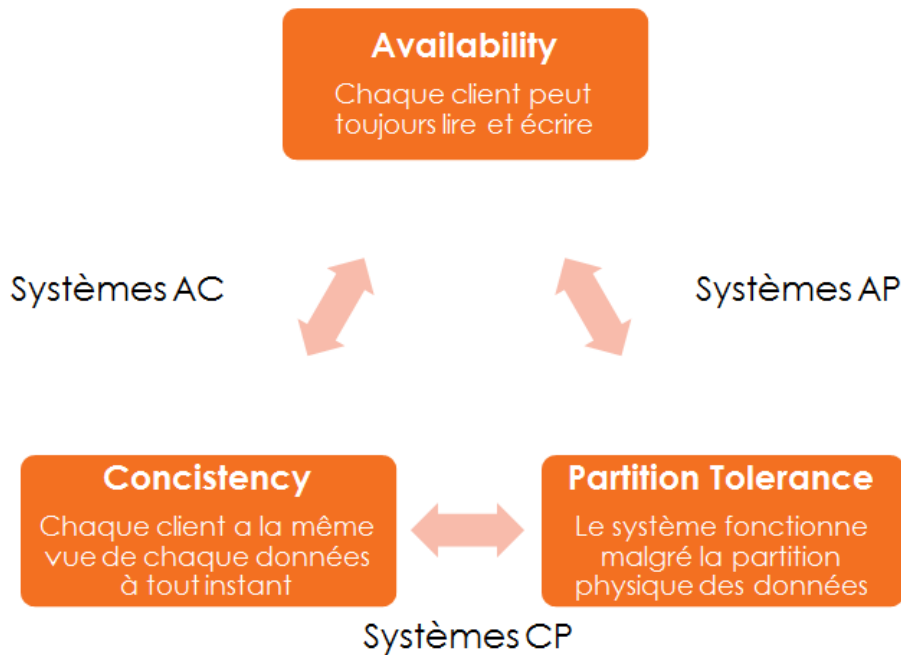 Availability
Chaque client peut
toujours lire et écrire
Systèmes AC
Systèmes AP
Concistency
Chaque client a la même
vue de chaque données
à tout instant
Partition Tolerance
Le système fonctionne
malgré la partition
physique des données
Systèmes CP